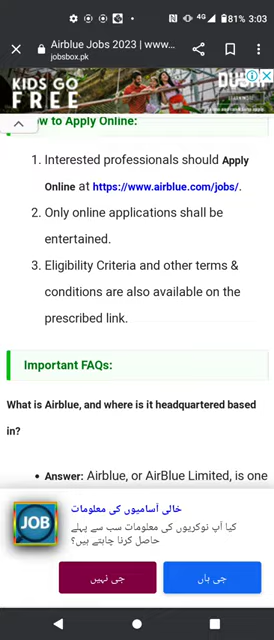 4G 81% 3:03
Airblue Jobs 2023 | www...
jobsbox.pk
KIDS GO
FREE
DUBAI
ow to Apply Online:
1. Interested professionals should Apply
Online at https://www.airblue.com/jobs/.
2. Only online applications shall be
entertained.
3. Eligibility Criteria and other terms &
conditions are also available on the
prescribed link.
Important FAQs:
What is Airblue, and where is it headquartered based
in?
• Answer: Airblue, or AirBlue Limited, is one
JOB
خالی آسامیوں کی معلومات
کیا آپ نوکریوں کی معلومات سب سے پہلے
حاصل کرنا چاہتے ہیں؟
جی نہیں
جی ہاں